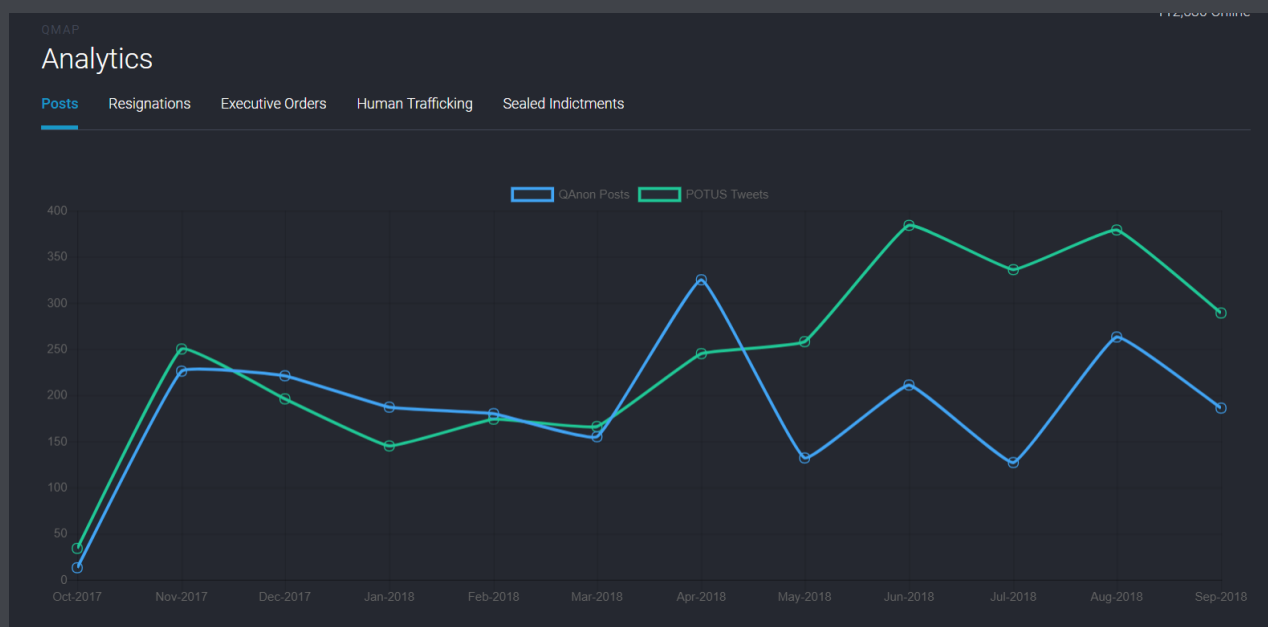 Online
QMAP
Analytics
Posts Resignations Executive Orders Human Trafficking Sealed Indictments
QAnon Posts POTUS Tweets
400
350
300
250
200
150
100
50
0
Oct-2017 Nov-2017 Dec-2017 Jan-2018 Feb-2018 Mar-2018 Apr-2018 May-2018 Jun-2018 Jul-2018 Aug-2018 Sep-2018